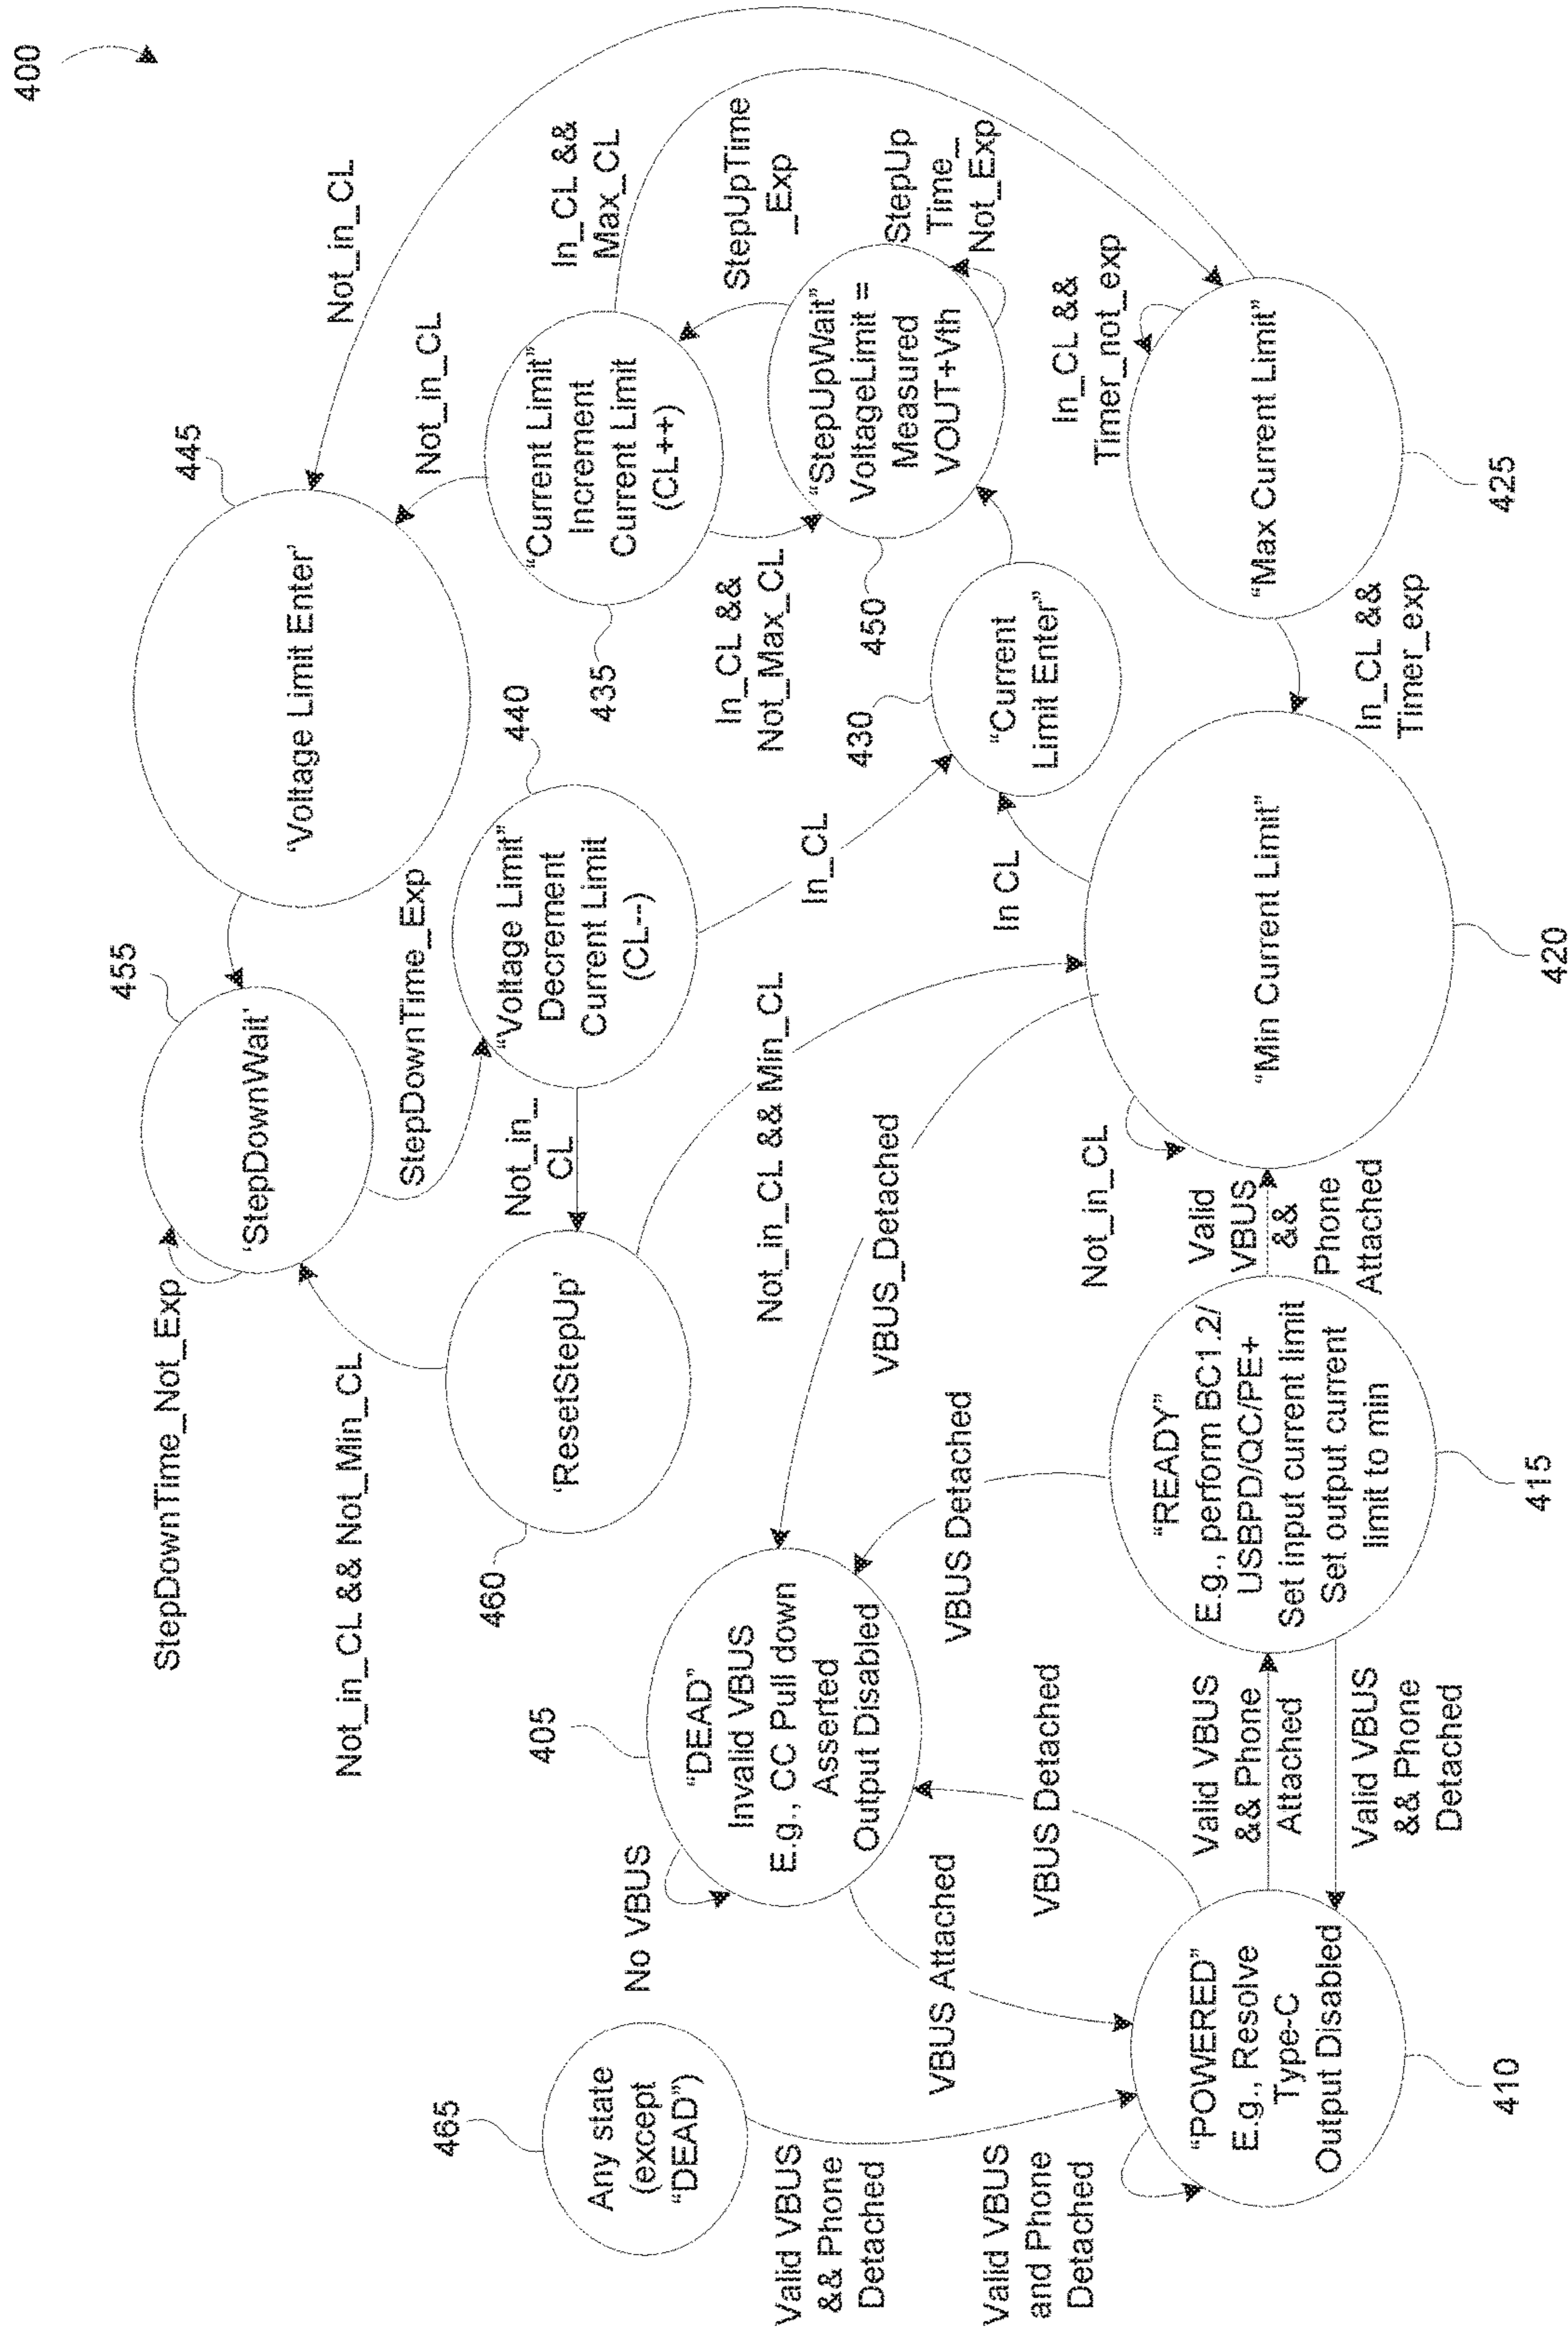 400
465
Any state
(except
"DEAD")
Valid VBUS
&& Phone
Detached
Valid VBUS
and Phone
Detached
"POWERED"
E.g., Resolve
Type-C
Output Disabled
410
No VBUS
405
"DEAD"
Invalid VBUS
E.g., CC Pull down
Asserted
Output Disabled
VBUS Attached
VBUS Detached
Valid VBUS
&& Phone
Attached
Valid VBUS
&& Phone
Detached
VBUS Detached
"READY"
E.g., perform BC1.2/
USBPD/QC/PE+
Set input current limit
Set output current
limit to min
415
VBUS_Detached
Valid
VBUS
&&
Phone
Attached
Not_in_CL
"Min Current Limit"
420
StepDownTime_Not_Exp
Not_in_CL && Not_Min_CL
460
'ResetStepUp'
Not_in_CL && Min_CL
455
'StepDownWait'
StepDownTime_Exp
Not_in_
CL
"Voltage Limit"
Decrement
Current Limit
(CL--)
440
In_CL
In CL
445
'Voltage Limit Enter'
Not_in_CL
Not_in_CL
"Current Limit"
Increment
Current Limit
(CL++)
435
In_CL &&
Max_CL
In_CL &&
Not_Max_CL
StepUpTime
_Exp
"StepUpWait"
VoltageLimit =
Measured
VOUT+Vth
450
StepUp
Time_
Not_Exp
430
"Current
Limit Enter"
In_CL &&
Timer_not_exp
"Max Current Limit"
425
In_CL &&
Timer_exp